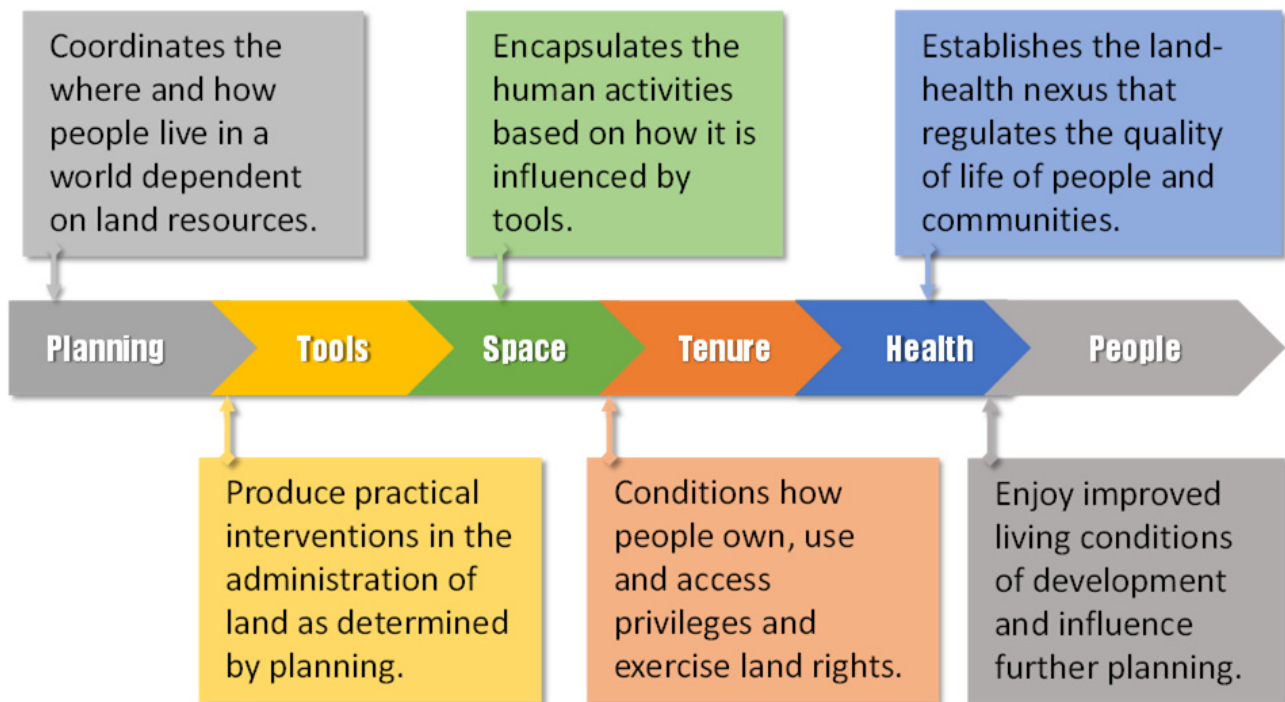 Coordinates the
where and how
people live in a
world dependent
on land resources.
Encapsulates the
human activities
based on how it is
influenced by
tools.
Establishes the land-
health nexus that
regulates the quality
of life of people and
communities.
Planning
Tools
Space
Tenure
Health
People
Produce practical
interventions in the
administration of
land as determined
by planning.
Conditions how
people own, use
and access
privileges and
exercise land rights.
Enjoy improved
living conditions
of development
and influence
further planning.